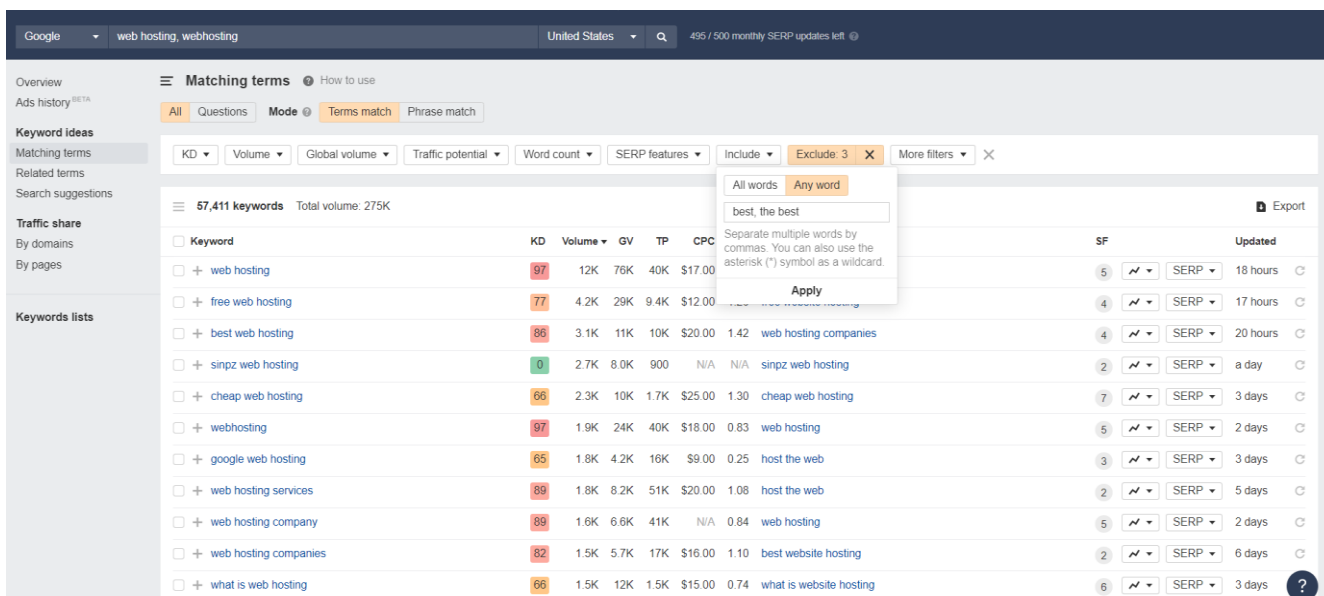 Google web hosting, webhosting United States 495 / 500 monthly SERP updates left ?
Overview
Ads history BETA
Keyword ideas
Matching terms
Related terms
Search suggestions
Traffic share
By domains
By pages
Keywords lists
Matching terms ? How to use
All Questions Mode ? Terms match Phrase match
KD Volume Global volume Traffic potential Word count SERP features Include Exclude: 3 X More filters
All words Any word
best, the best
Separate multiple words by
commas. You can also use the
asterisk (*) symbol as a wildcard.
Apply
57,411 keywords Total volume: 275K Export
Keyword KD Volume GV TP CPC SF Updated
web hosting 97 12K 76K 40K $17.00 5 SERP 18 hours
free web hosting 77 4.2K 29K 9.4K $12.00 4 SERP 17 hours
best web hosting 86 3.1K 11K 10K $20.00 1.42 web hosting companies 4 SERP 20 hours
sinpz web hosting 0 2.7K 8.0K 900 N/A N/A sinpz web hosting 2 SERP a day
cheap web hosting 66 2.3K 10K 1.7K $25.00 1.30 cheap web hosting 7 SERP 3 days
webhosting 97 1.9K 24K 40K $18.00 0.83 web hosting 5 SERP 2 days
google web hosting 65 1.8K 4.2K 16K $9.00 0.25 host the web 3 SERP 3 days
web hosting services 89 1.8K 8.2K 51K $20.00 1.08 host the web 2 SERP 5 days
web hosting company 89 1.6K 6.6K 41K N/A 0.84 web hosting 5 SERP 2 days
web hosting companies 82 1.5K 5.7K 17K $16.00 1.10 best website hosting 2 SERP 6 days
what is web hosting 66 1.5K 12K 1.5K $15.00 0.74 what is website hosting 6 SERP 3 days
?